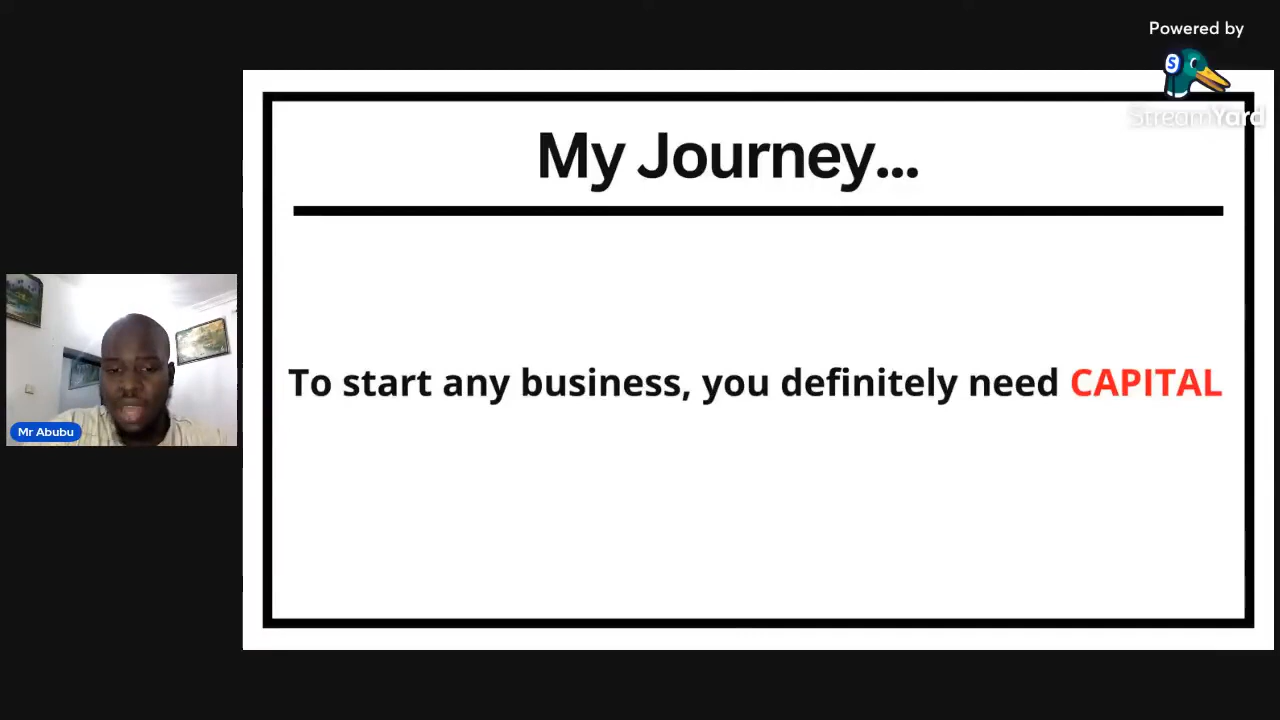 Powered by
StreamYard
My Journey...
To start any business, you definitely need CAPITAL
Mr Abubu